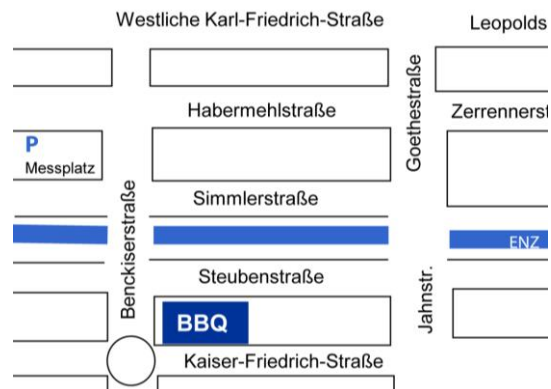 Westliche Karl-Friedrich-Straße
Leopolds
Habermehlstraße
Goethestraße
Zerrennerst
P
Messplatz
Simmlerstraße
Benckiserstraße
ENZ
Steubenstraße
Jahnstr.
BBQ
Kaiser-Friedrich-Straße